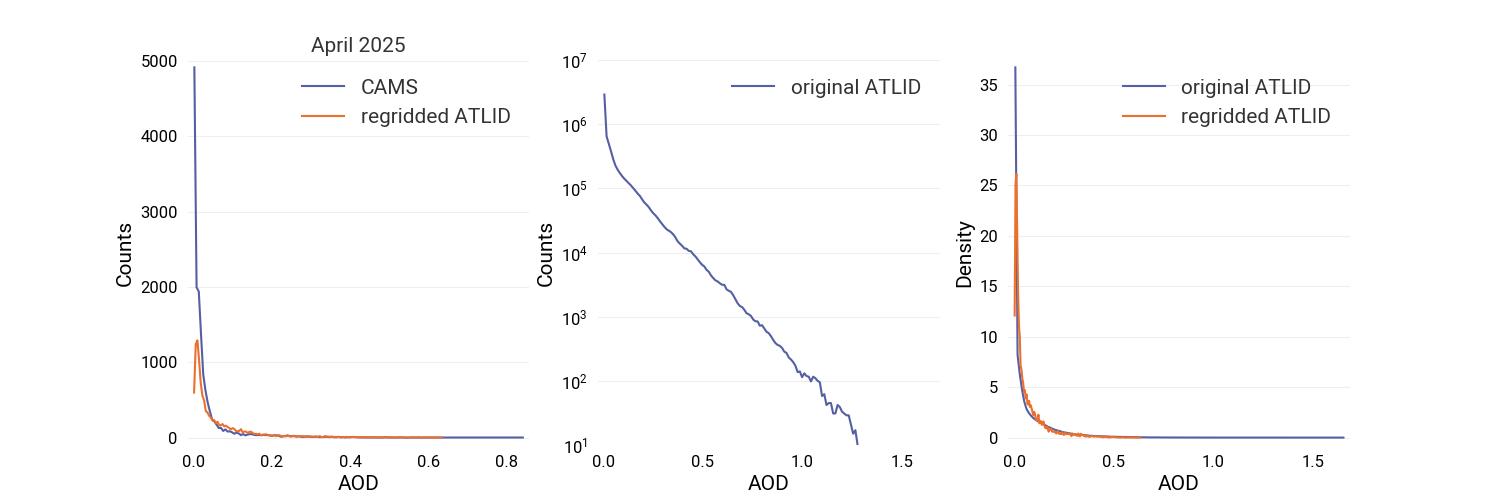 April 2025
5000
4000
3000
2000
1000
0
Counts
0.0 0.2 0.4 0.6 0.8
AOD
CAMS
regridded ATLID
10⁷
10⁶
10⁵
10⁴
10³
10²
10¹
Counts
0.0 0.5 1.0 1.5
AOD
original ATLID
35
30
25
20
15
10
5
0
Density
0.0 0.5 1.0 1.5
AOD
original ATLID
regridded ATLID